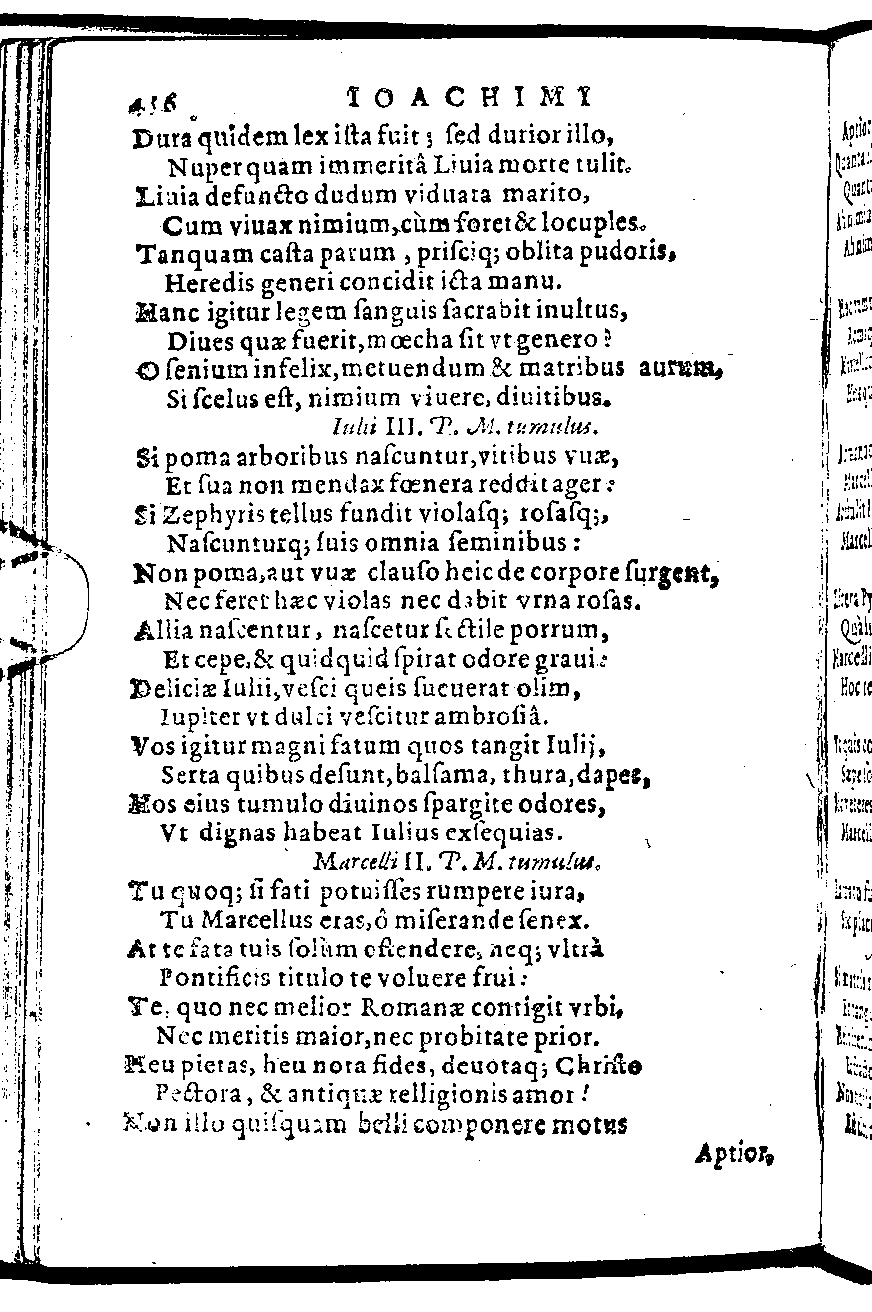 436 IOACHIMI
Dura quidem lex iſta fuit; ſed durior illo,
Nuper quam immeritâ Liuia morte tulit.
Liuia defuncto dudum viduata marito,
Cum viuax nimium, cùm foret & locuples.
Tanquam caſta parum, priſciq; oblita pudoris,
Heredis generi concidit icta manu.
Hanc igitur legem ſanguis ſacrabit inultus,
Diues quæ fuerit, mœcha ſit vt genero?
O ſenium infelix, metuendum & matribus aurum,
Si ſcelus eſt, nimium viuere, diuitibus.
Iulii III. P. M. tumulus.
Si poma arboribus naſcuntur, vitibus vuæ,
Et ſua non mendax fœnera reddit ager:
Si Zephyris tellus fundit violaſq; roſaſq;,
Naſcunturq; ſuis omnia ſeminibus:
Non poma, aut vuæ clauſo heic de corpore ſurgent,
Nec feret hæc violas nec dabit vrna roſas.
Allia naſcentur, naſcetur ſectile porrum,
Et cepe, & quidquid ſpirat odore graui:
Deliciæ Iulii, veſci queis ſueuerat olim,
Iupiter vt dulci veſcitur ambroſiâ.
Vos igitur magni fatum quos tangit Iulij,
Serta quibus deſunt, balſama, thura, dapes,
Hos eius tumulo diuinos ſpargite odores,
Vt dignas habeat Iulius exſequias.
Marcelli II. P. M. tumulus.
Tu quoq; ſi fati potuiſſes rumpere iura,
Tu Marcellus eras, ô miſerande ſenex.
At te fata tuis ſolùm oſtendere, neq; vltrà
Pontificis titulo te voluere frui:
Te, quo nec melior Romanæ contigit vrbi,
Nec meritis maior, nec probitate prior.
Heu pietas, heu nota fides, deuotaq; Chriſto
Pectora, & antiquæ relligionis amor!
Non illo quiſquam belli componere motus
Aptior,